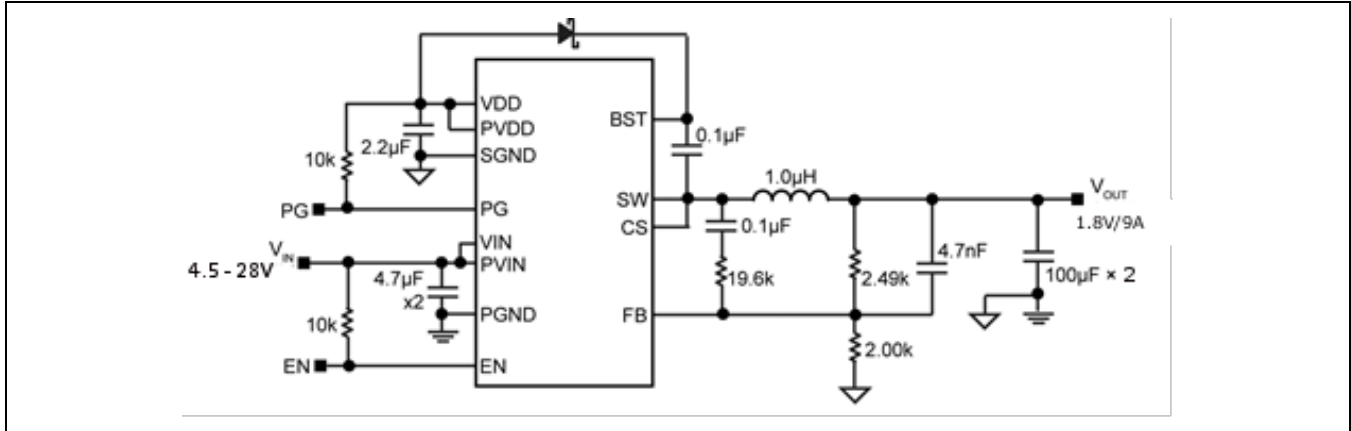 VDD
PVDD
SGND
BST
0.1µF
2.2µF
10k
1.0µH
SW
CS
V_OUT
1.8V/9A
PG
PG
0.1µF
V_IN
4.5-28V
VIN
PVIN
4.7µF
x2
19.6k
2.49k
4.7nF
100µF × 2
10k
PGND
FB
2.00k
EN
EN